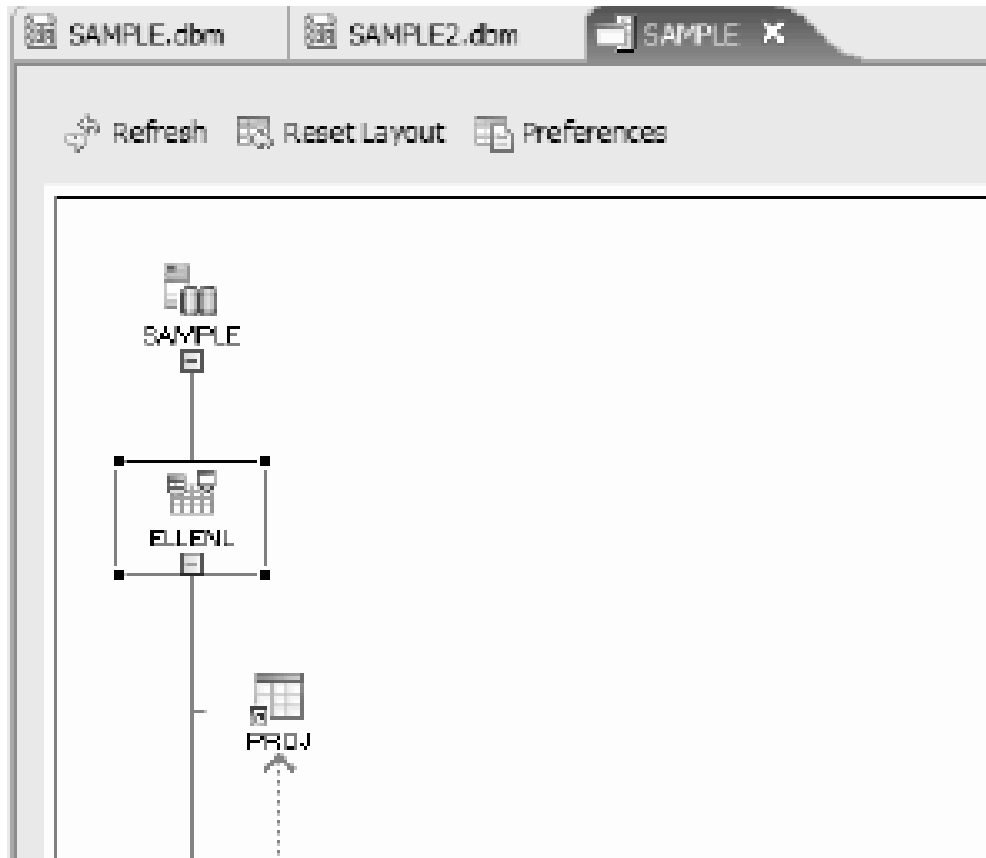 SAMPLE.dbm
SAMPLE2.dbm
SAMPLE
Refresh
Reset Layout
Preferences
SAMPLE
ELLENL
PROJ